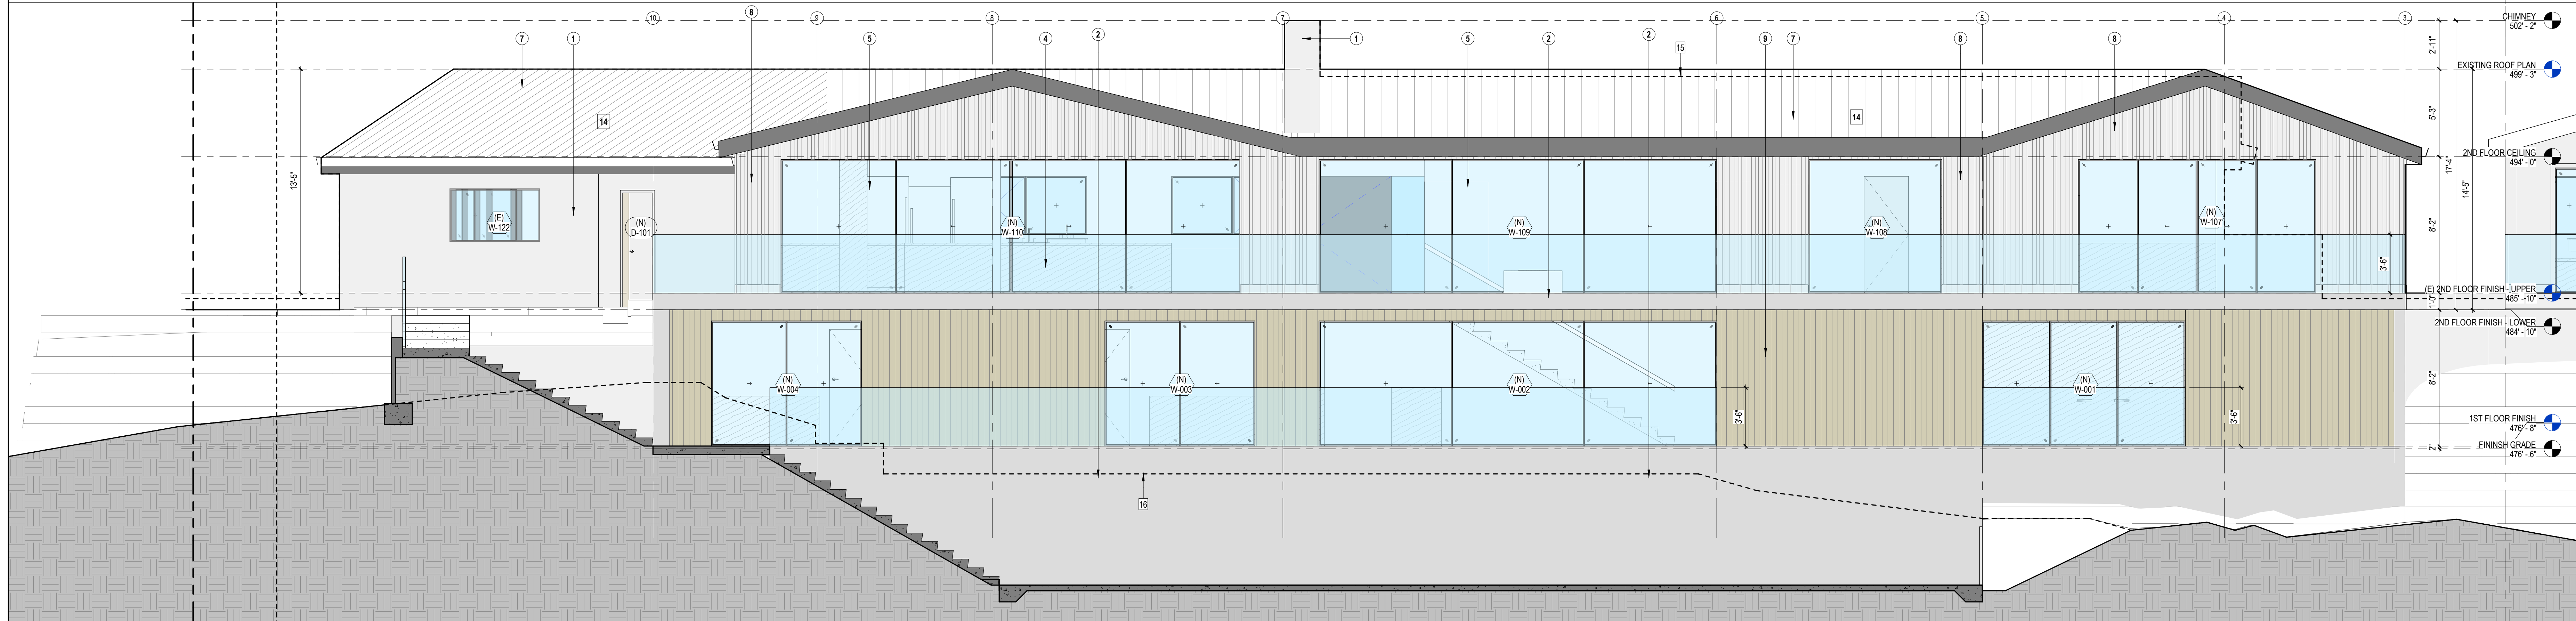 10
9
8
7
6
5
4
3
7
1
8
5
4
2
1
5
2
2
15
9
7
8
8
14
14
16
13'-5"
(E)
W-122
(N)
D-101
(N)
W-110
(N)
W-109
(N)
W-108
(N)
W-107
(N)
W-004
(N)
W-003
(N)
W-002
(N)
W-001
3'-6"
3'-6"
3'-6"
2'-11"
5'-3"
8'-2"
1'-0"
8'-2"
2"
17'-4"
14'-5"
CHIMNEY
502' - 2"
EXISTING ROOF PLAN
499' - 3"
2ND FLOOR CEILING
494' - 0"
(E) 2ND FLOOR FINISH - UPPER
485' - 10"
2ND FLOOR FINISH - LOWER
484' - 10"
1ST FLOOR FINISH
476' - 8"
FININSH GRADE
476' - 6"